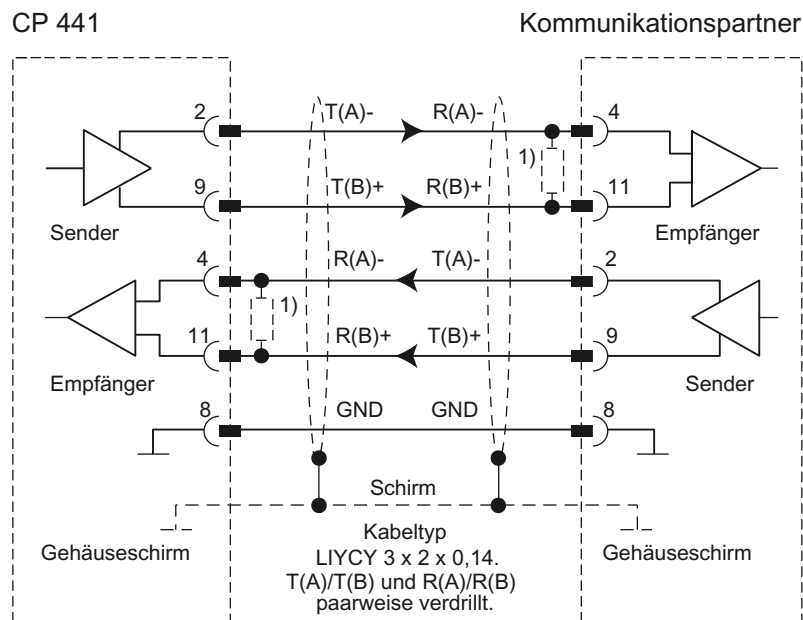 CP 441 Kommunikationspartner
2 T(A)- R(A)- 4
1)
9 T(B)+ R(B)+ 11
Sender Empfänger
4 R(A)- T(A)- 2
1)
11 R(B)+ T(B)+ 9
Empfänger Sender
8 GND GND 8
Schirm
Gehäuseschirm Gehäuseschirm
Kabeltyp
LIYCY 3 x 2 x 0,14.
T(A)/T(B) und R(A)/R(B)
paarweise verdrillt.